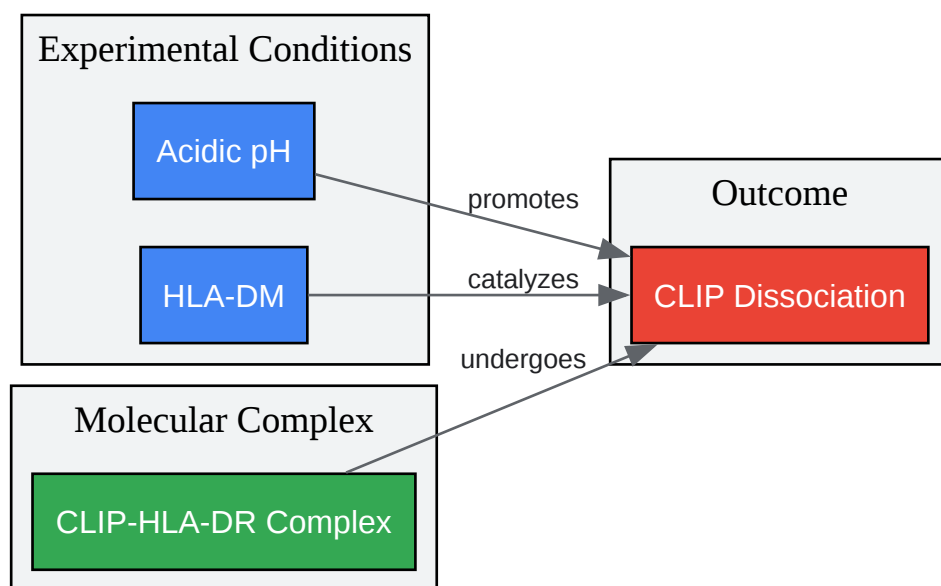 Experimental Conditions
Acidic pH
HLA-DM
promotes
catalyzes
undergoes
Outcome
CLIP Dissociation
Molecular Complex
CLIP-HLA-DR Complex